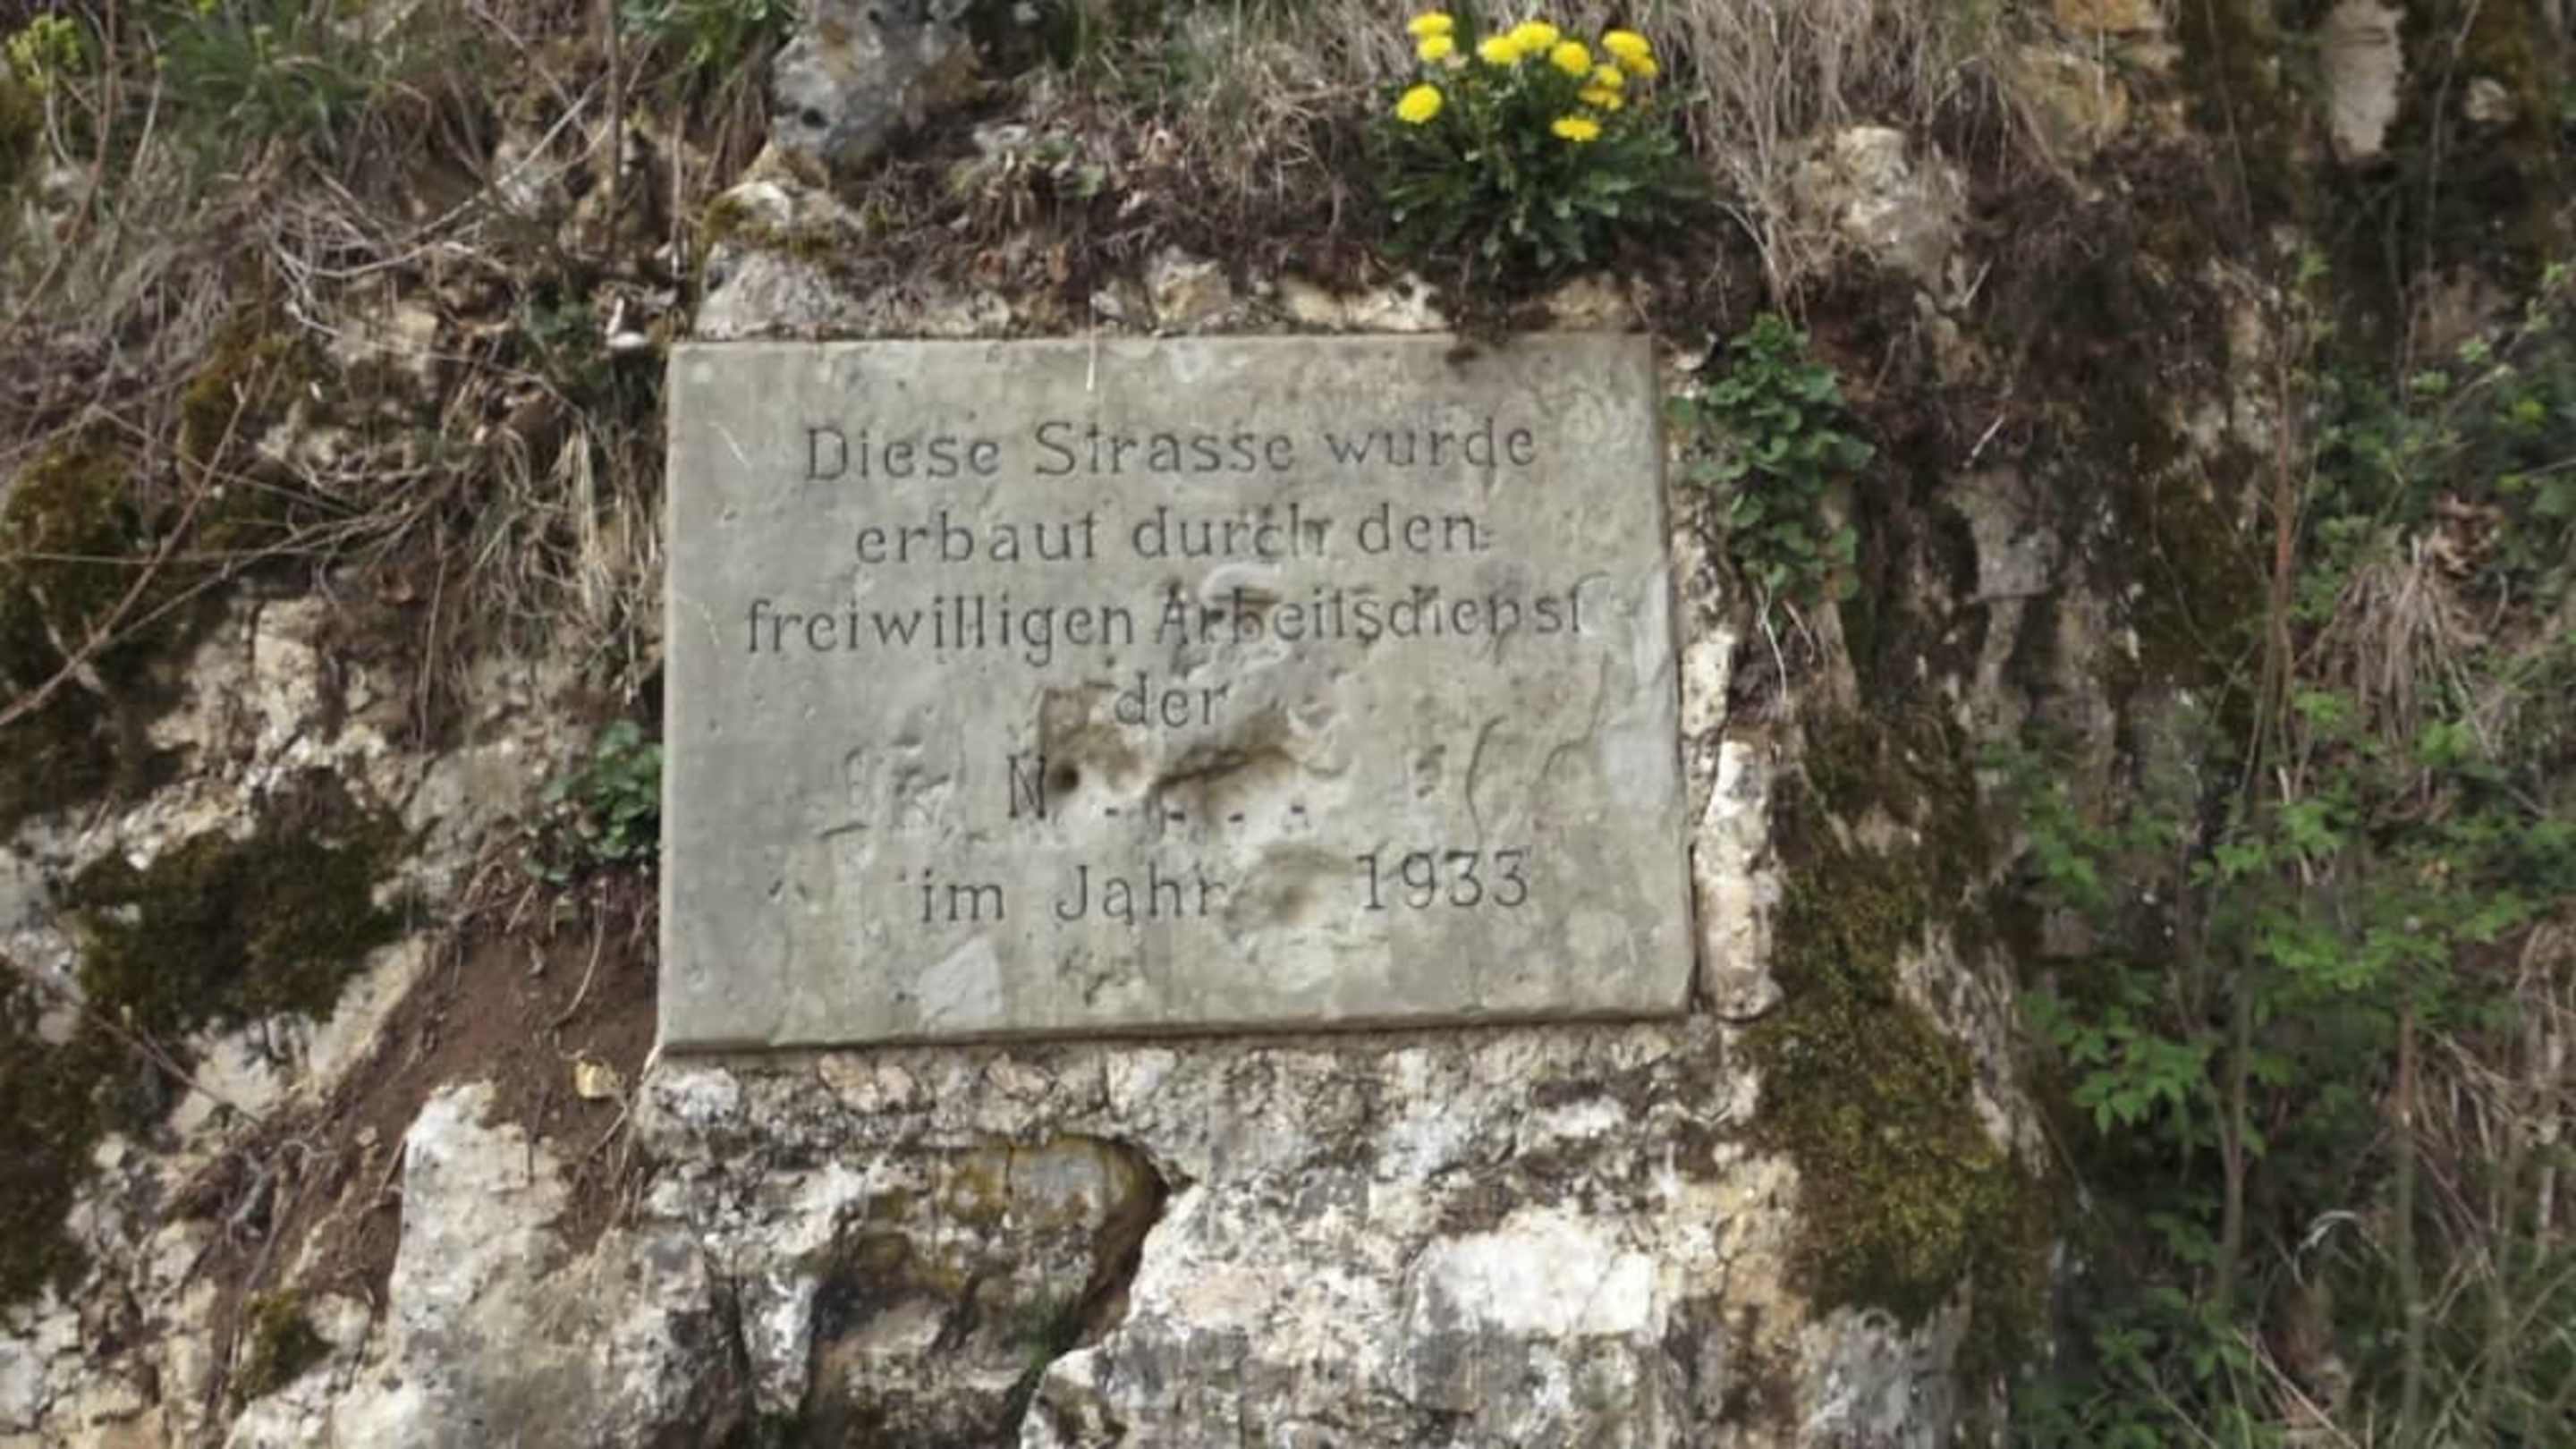 Diese Strasse wurde
erbaut durch den
freiwilligen Arbeitsdienst
der
im Jahr 1933